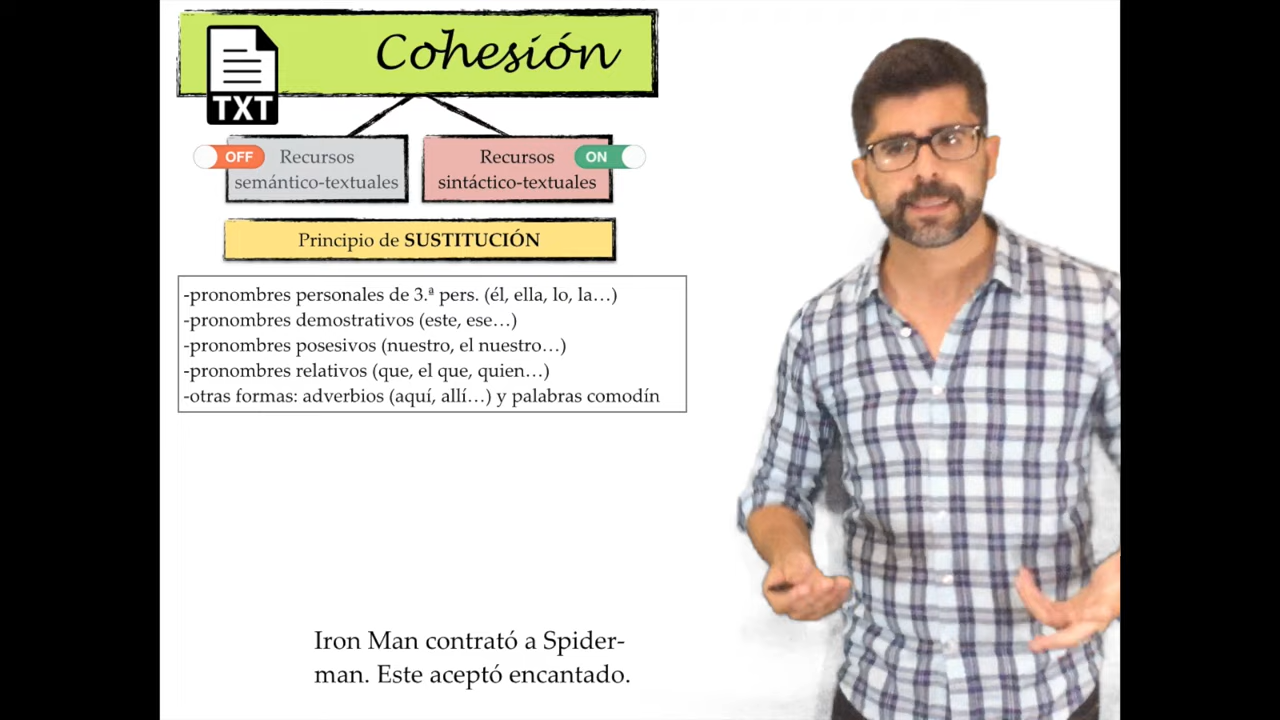 Cohesión
TXT
OFF
Recursos
semántico-textuales
Recursos
sintáctico-textuales
ON
Principio de SUSTITUCIÓN
-pronombres personales de 3.ª pers. (él, ella, lo, la…)
-pronombres demostrativos (este, ese…)
-pronombres posesivos (nuestro, el nuestro…)
-pronombres relativos (que, el que, quien…)
-otras formas: adverbios (aquí, allí…) y palabras comodín
Iron Man contrató a Spider-
man. Este aceptó encantado.